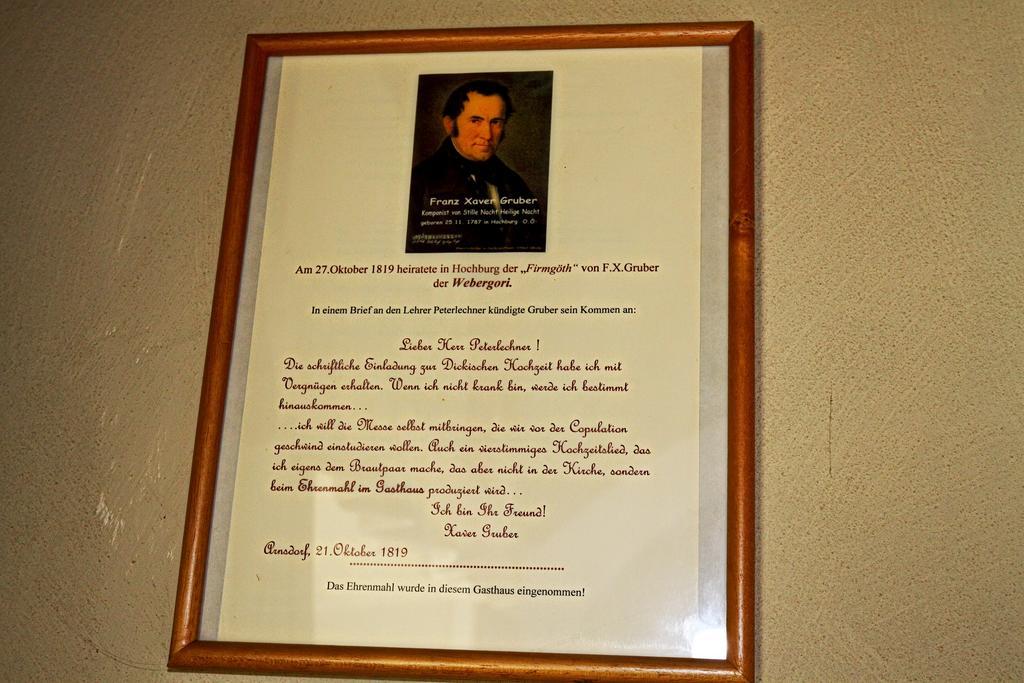 Franz Xaver Gruber
Komponist von Stille Nacht Heilige Nacht
geboren 25 11. 1787 in Hochburg O.Ö.
Am 27.Oktober 1819 heiratete in Hochburg der „Firmgöth“ von F.X.Gruber
der Webergori.
In einem Brief an den Lehrer Peterlechner kündigte Gruber sein Kommen an:
Lieber Herr Peterlechner !
Die schriftliche Einladung zur Dickischen Hochzeit habe ich mit
Vergnügen erhalten. Wenn ich nicht krank bin, werde ich bestimmt
hinauskommen...
....ich will die Messe selbst mitbringen, die wir vor der Copulation
geschwind einstudieren wollen. Auch ein vierstimmiges Hochzeitslied, das
ich eigens dem Brautpaar mache, das aber nicht in der Kirche, sondern
beim Ehrenmahl im Gasthaus produziert wird...
Ich bin Ihr Freund!
Xaver Gruber
Arnsdorf, 21.Oktober 1819
Das Ehrenmahl wurde in diesem Gasthaus eingenommen!